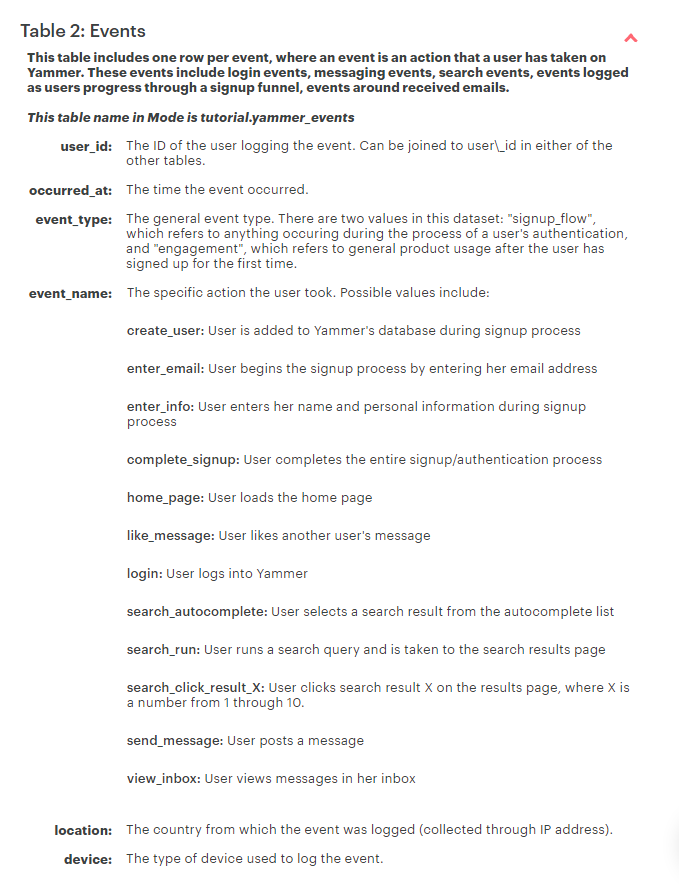 Table 2: Events
This table includes one row per event, where an event is an action that a user has taken on
Yammer. These events include login events, messaging events, search events, events logged
as users progress through a signup funnel, events around received emails.
This table name in Mode is tutorial.yammer_events
user_id: The ID of the user logging the event. Can be joined to user\_id in either of the
other tables.
occurred_at: The time the event occurred.
event_type: The general event type. There are two values in this dataset: "signup_flow",
which refers to anything occuring during the process of a user's authentication,
and "engagement", which refers to general product usage after the user has
signed up for the first time.
event_name: The specific action the user took. Possible values include:
create_user: User is added to Yammer's database during signup process
enter_email: User begins the signup process by entering her email address
enter_info: User enters her name and personal information during signup
process
complete_signup: User completes the entire signup/authentication process
home_page: User loads the home page
like_message: User likes another user's message
login: User logs into Yammer
search_autocomplete: User selects a search result from the autocomplete list
search_run: User runs a search query and is taken to the search results page
search_click_result_X: User clicks search result X on the results page, where X is
a number from 1 through 10.
send_message: User posts a message
view_inbox: User views messages in her inbox
location: The country from which the event was logged (collected through IP address).
device: The type of device used to log the event.